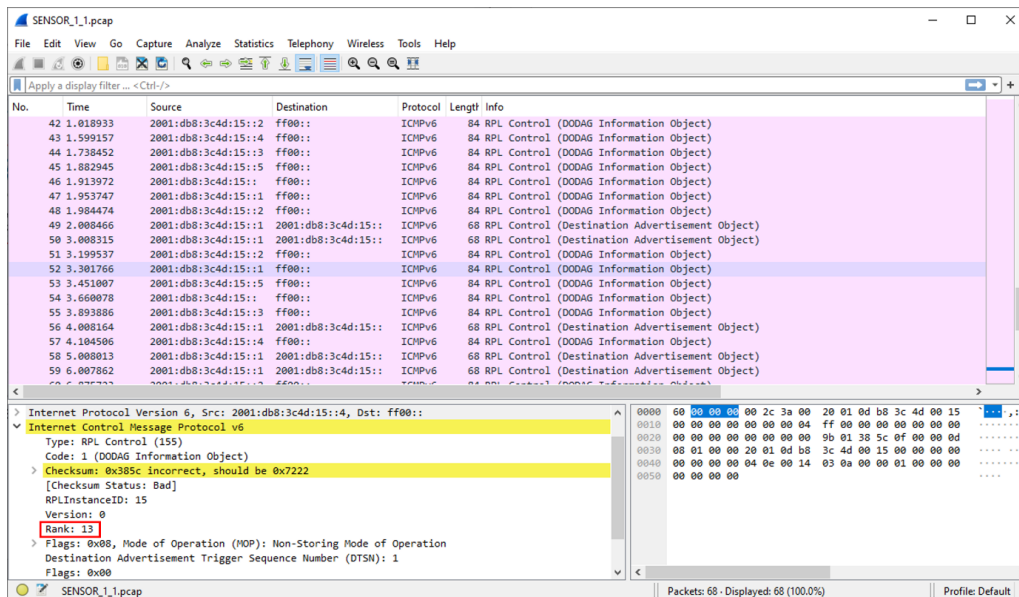 SENSOR_1_1.pcap
File Edit View Go Capture Analyze Statistics Telephony Wireless Tools Help
Apply a display filter ... <Ctrl-/>
No. Time Source Destination Protocol Length Info
42 1.018933 2001:db8:3c4d:15::2 ff00:: ICMPv6 84 RPL Control (DODAG Information Object)
43 1.599157 2001:db8:3c4d:15::4 ff00:: ICMPv6 84 RPL Control (DODAG Information Object)
44 1.738452 2001:db8:3c4d:15::3 ff00:: ICMPv6 84 RPL Control (DODAG Information Object)
45 1.882945 2001:db8:3c4d:15::5 ff00:: ICMPv6 84 RPL Control (DODAG Information Object)
46 1.913972 2001:db8:3c4d:15:: ff00:: ICMPv6 84 RPL Control (DODAG Information Object)
47 1.953747 2001:db8:3c4d:15::1 ff00:: ICMPv6 84 RPL Control (DODAG Information Object)
48 1.984474 2001:db8:3c4d:15::2 ff00:: ICMPv6 84 RPL Control (DODAG Information Object)
49 2.008466 2001:db8:3c4d:15::1 2001:db8:3c4d:15:: ICMPv6 68 RPL Control (Destination Advertisement Object)
50 3.008315 2001:db8:3c4d:15::1 2001:db8:3c4d:15:: ICMPv6 68 RPL Control (Destination Advertisement Object)
51 3.199537 2001:db8:3c4d:15::2 ff00:: ICMPv6 84 RPL Control (DODAG Information Object)
52 3.301766 2001:db8:3c4d:15::1 ff00:: ICMPv6 84 RPL Control (DODAG Information Object)
53 3.451007 2001:db8:3c4d:15::5 ff00:: ICMPv6 84 RPL Control (DODAG Information Object)
54 3.660078 2001:db8:3c4d:15:: ff00:: ICMPv6 84 RPL Control (DODAG Information Object)
55 3.893886 2001:db8:3c4d:15::3 ff00:: ICMPv6 84 RPL Control (DODAG Information Object)
56 4.008164 2001:db8:3c4d:15::1 2001:db8:3c4d:15:: ICMPv6 68 RPL Control (Destination Advertisement Object)
57 4.104506 2001:db8:3c4d:15::4 ff00:: ICMPv6 84 RPL Control (DODAG Information Object)
58 5.008013 2001:db8:3c4d:15::1 2001:db8:3c4d:15:: ICMPv6 68 RPL Control (Destination Advertisement Object)
59 6.007862 2001:db8:3c4d:15::1 2001:db8:3c4d:15:: ICMPv6 68 RPL Control (Destination Advertisement Object)
Internet Protocol Version 6, Src: 2001:db8:3c4d:15::4, Dst: ff00::
Internet Control Message Protocol v6
Type: RPL Control (155)
Code: 1 (DODAG Information Object)
Checksum: 0x385c incorrect, should be 0x7222
[Checksum Status: Bad]
RPLInstanceID: 15
Version: 0
Rank: 13
Flags: 0x08, Mode of Operation (MOP): Non-Storing Mode of Operation
Destination Advertisement Trigger Sequence Number (DTSN): 1
Flags: 0x00
0000 60 00 00 00 00 2c 3a 00 20 01 0d b8 3c 4d 00 15
0010 00 00 00 00 00 00 00 04 ff 00 00 00 00 00 00 00
0020 00 00 00 00 00 00 00 00 9b 01 38 5c 0f 00 00 0d
0030 08 01 00 00 20 01 0d b8 3c 4d 00 15 00 00 00 00
0040 00 00 00 00 04 0e 00 14 03 0a 00 00 01 00 00 00
0050 00 00 00 00
SENSOR_1_1.pcap
Packets: 68 · Displayed: 68 (100.0%)
Profile: Default